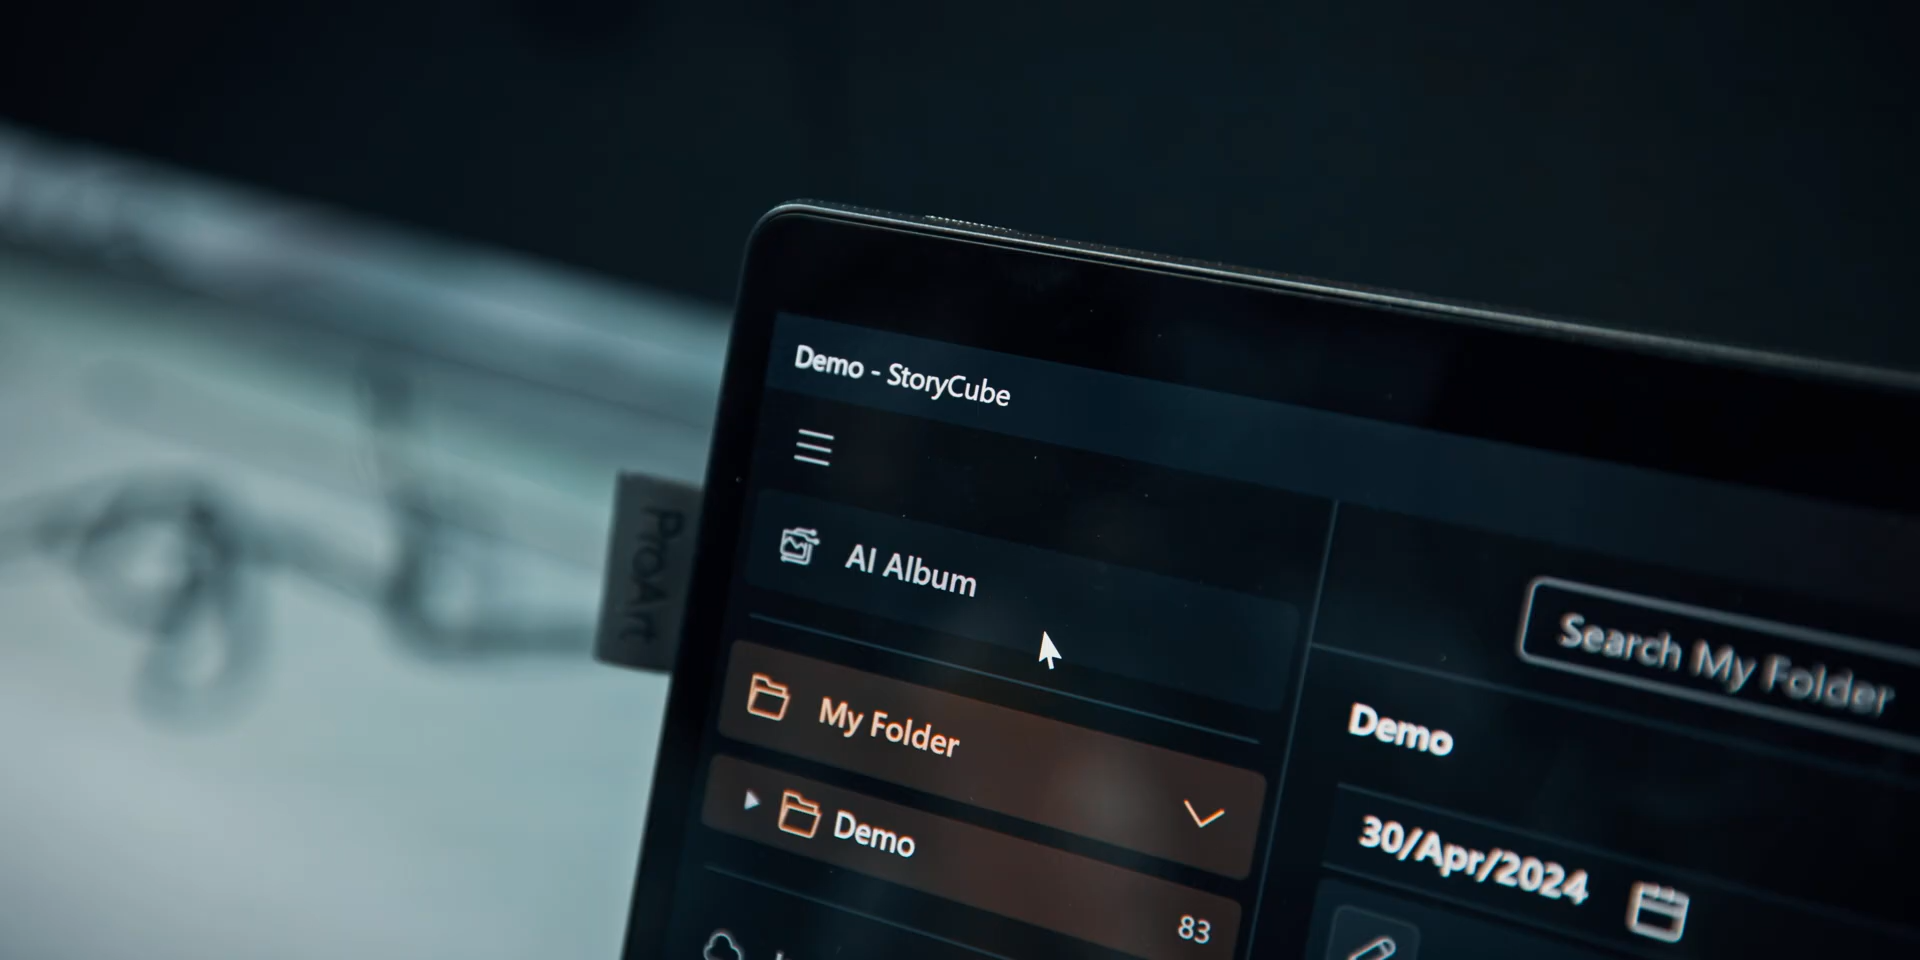 Demo - StoryCube
AI Album
ProArt
Search My Folder
My Folder
Demo
Demo
30/Apr/2024
83